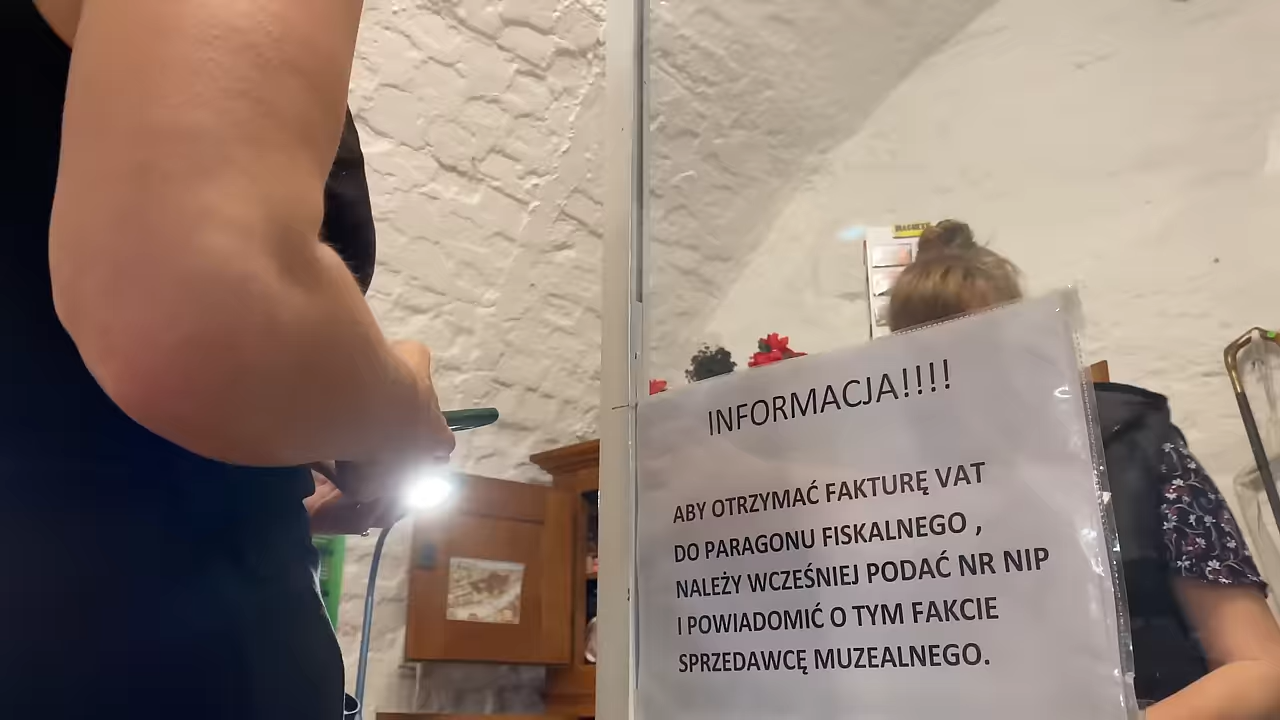 INFORMACJA!!!!
ABY OTRZYMAĆ FAKTURĘ VAT
DO PARAGONU FISKALNEGO ,
NALEŻY WCZEŚNIEJ PODAĆ NR NIP
I POWIADOMIĆ O TYM FAKCIE
SPRZEDAWCĘ MUZEALNEGO.